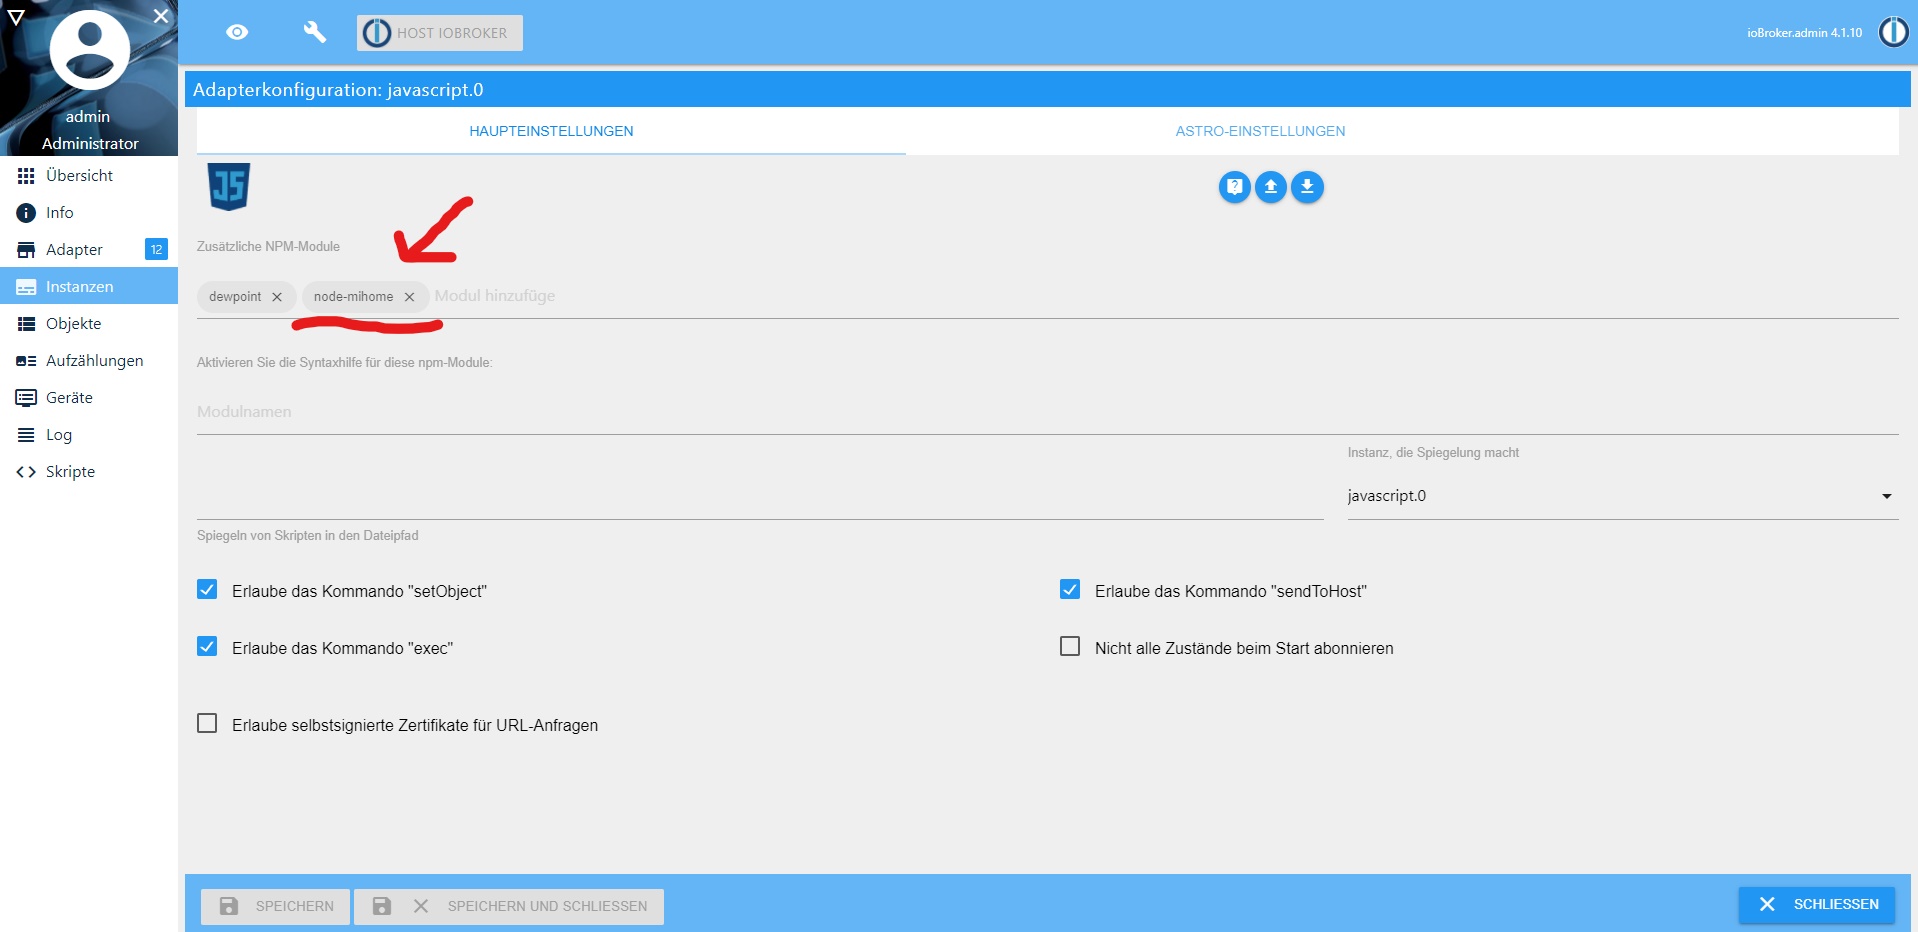 HOST IOBROKER
ioBroker.admin 4.1.10
admin
Administrator
Übersicht
Info
Adapter 12
Instanzen
Objekte
Aufzählungen
Geräte
Log
Skripte
Adapterkonfiguration: javascript.0
HAUPTEINSTELLUNGEN ASTRO-EINSTELLUNGEN
JS
Zusätzliche NPM-Module
dewpoint node-mihome Modul hinzufüge
Aktivieren Sie die Syntaxhilfe für diese npm-Module:
Modulnamen
Instanz, die Spiegelung macht
javascript.0
Spiegeln von Skripten in den Dateipfad
Erlaube das Kommando "setObject" Erlaube das Kommando "sendToHost"
Erlaube das Kommando "exec" Nicht alle Zustände beim Start abonnieren
Erlaube selbstsignierte Zertifikate für URL-Anfragen
SPEICHERN SPEICHERN UND SCHLIESSEN SCHLIESSEN